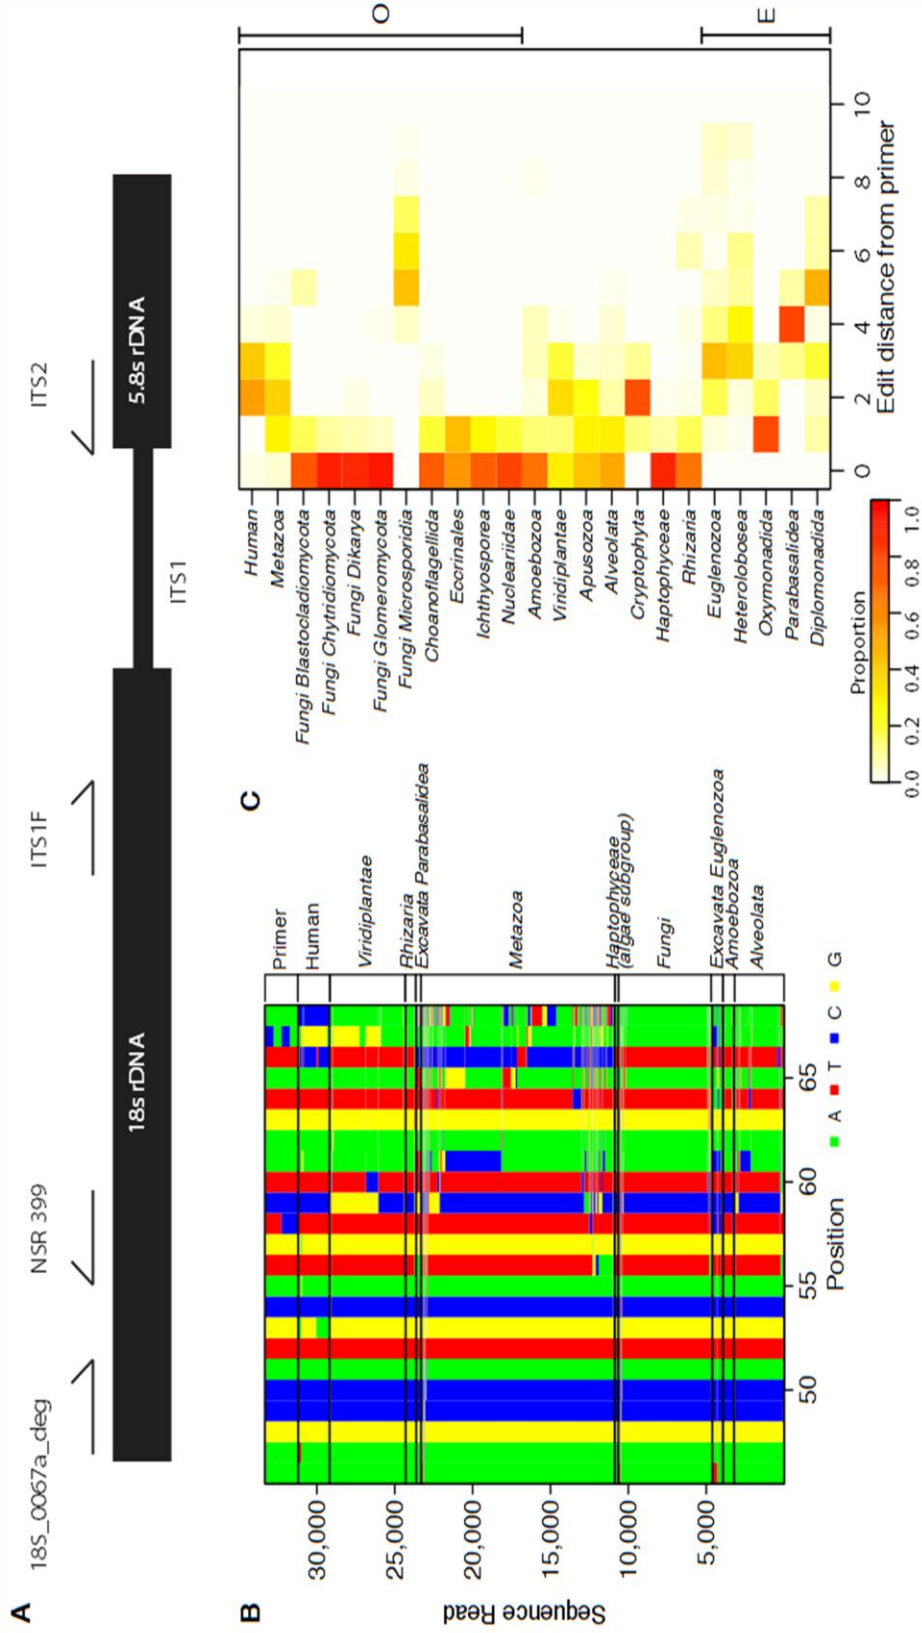 A
18S_0067a_deg
NSR 399
ITS1F
ITS2
18s rDNA
5.8s rDNA
ITS1
B
Sequence Read
30,000
25,000
20,000
15,000
10,000
5,000
50
55
60
65
Position
A
T
C
G
Primer
Human
Viridiplantae
Rhizaria
Excavata Parabasalidea
Metazoa
Haptophyceae
(algae subgroup)
Fungi
Excavata Euglenozoa
Amoebozoa
Alveolata
C
Human
Metazoa
Fungi Blastocladiomycota
Fungi Chytridiomycota
Fungi Dikarya
Fungi Glomeromycota
Fungi Microsporidia
Choanoflagellida
Ecorinales
Ichthyosporea
Nucleariidae
Amoebozoa
Viridiplantae
Apusozoa
Alveolata
Cryptophyta
Haptophyceae
Rhizaria
Euglenozoa
Heterolobosea
Oxymonadida
Parabasalidea
Diplomonadida
O
E
0
2
4
6
8
10
Edit distance from primer
Proportion
0.0
0.2
0.4
0.6
0.8
1.0